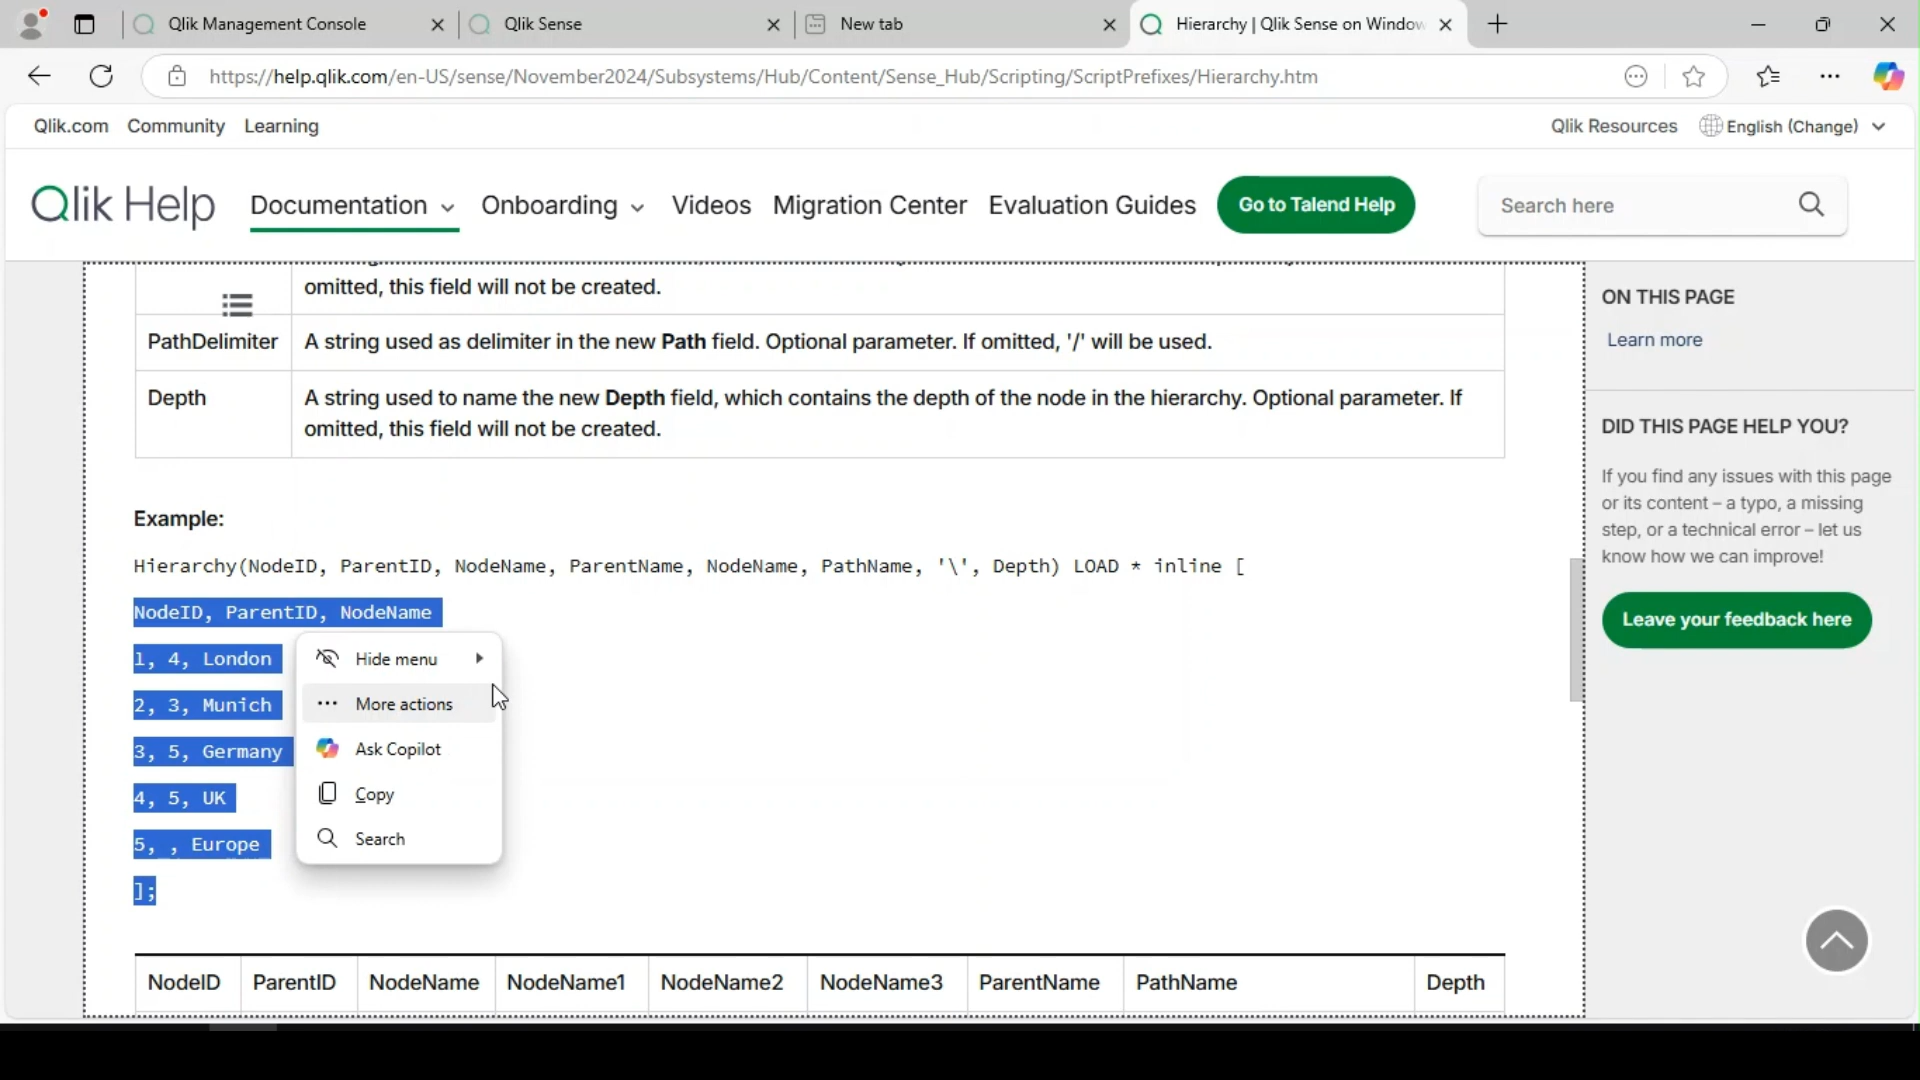 Qlik Management Console
Qlik Sense
New tab
Hierarchy | Qlik Sense on Window
https://help.qlik.com/en-US/sense/November2024/Subsystems/Hub/Content/Sense_Hub/Scripting/ScriptPrefixes/Hierarchy.htm
Qlik.com Community Learning
Qlik Resources English (Change)
Qlik Help Documentation Onboarding Videos Migration Center Evaluation Guides Go to Talend Help Search here
omitted, this field will not be created.
PathDelimiter A string used as delimiter in the new Path field. Optional parameter. If omitted, '/' will be used.
Depth A string used to name the new Depth field, which contains the depth of the node in the hierarchy. Optional parameter. If
omitted, this field will not be created.
Example:
Hierarchy(NodeID, ParentID, NodeName, ParentName, NodeName, PathName, '\', Depth) LOAD * inline [
NodeID, ParentID, NodeName
1, 4, London
2, 3, Munich
3, 5, Germany
4, 5, UK
5, , Europe
];
Hide menu
More actions
Ask Copilot
Copy
Search
NodeID ParentID NodeName NodeName1 NodeName2 NodeName3 ParentName PathName Depth
ON THIS PAGE
Learn more
DID THIS PAGE HELP YOU?
If you find any issues with this page
or its content – a typo, a missing
step, or a technical error – let us
know how we can improve!
Leave your feedback here